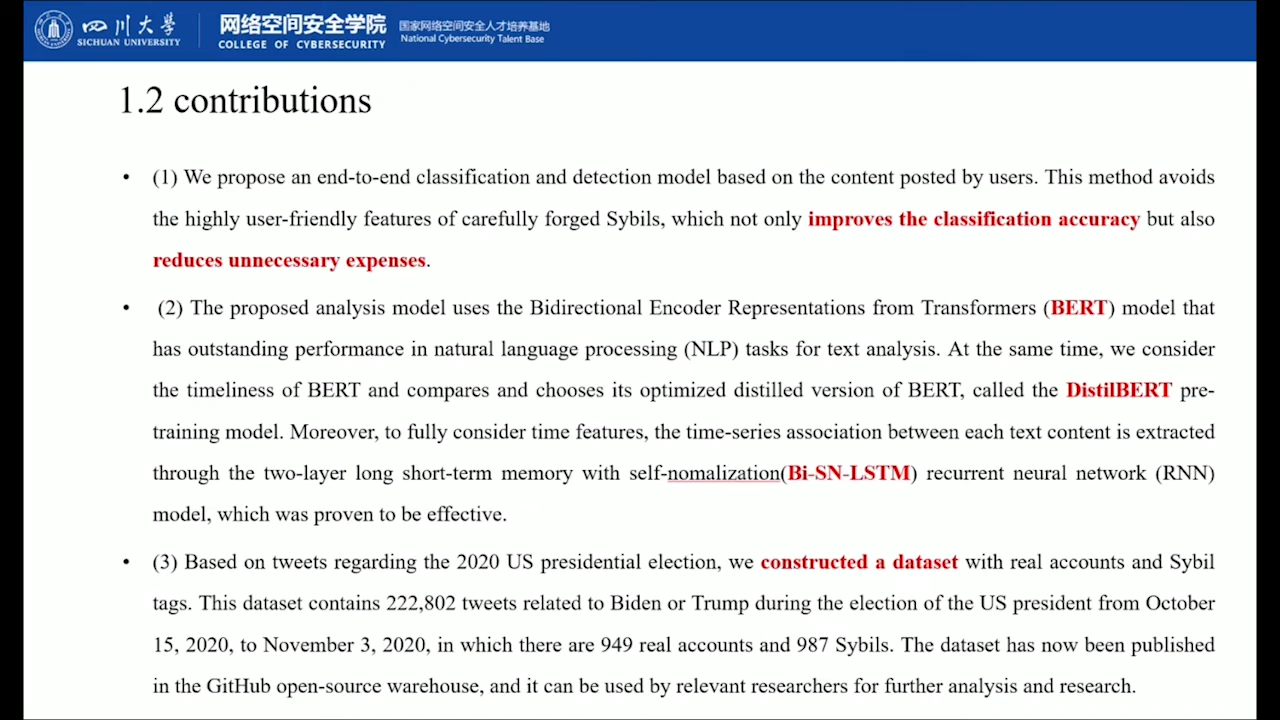 四川大学
SICHUAN UNIVERSITY
网络空间安全学院
COLLEGE OF CYBERSECURITY
国家网络空间安全人才培养基地
National Cybersecurity Talent Base
1.2 contributions
• (1) We propose an end-to-end classification and detection model based on the content posted by users. This method avoids
the highly user-friendly features of carefully forged Sybils, which not only improves the classification accuracy but also
reduces unnecessary expenses.
• (2) The proposed analysis model uses the Bidirectional Encoder Representations from Transformers (BERT) model that
has outstanding performance in natural language processing (NLP) tasks for text analysis. At the same time, we consider
the timeliness of BERT and compares and chooses its optimized distilled version of BERT, called the DistilBERT pre-
training model. Moreover, to fully consider time features, the time-series association between each text content is extracted
through the two-layer long short-term memory with self-nomalization(Bi-SN-LSTM) recurrent neural network (RNN)
model, which was proven to be effective.
• (3) Based on tweets regarding the 2020 US presidential election, we constructed a dataset with real accounts and Sybil
tags. This dataset contains 222,802 tweets related to Biden or Trump during the election of the US president from October
15, 2020, to November 3, 2020, in which there are 949 real accounts and 987 Sybils. The dataset has now been published
in the GitHub open-source warehouse, and it can be used by relevant researchers for further analysis and research.